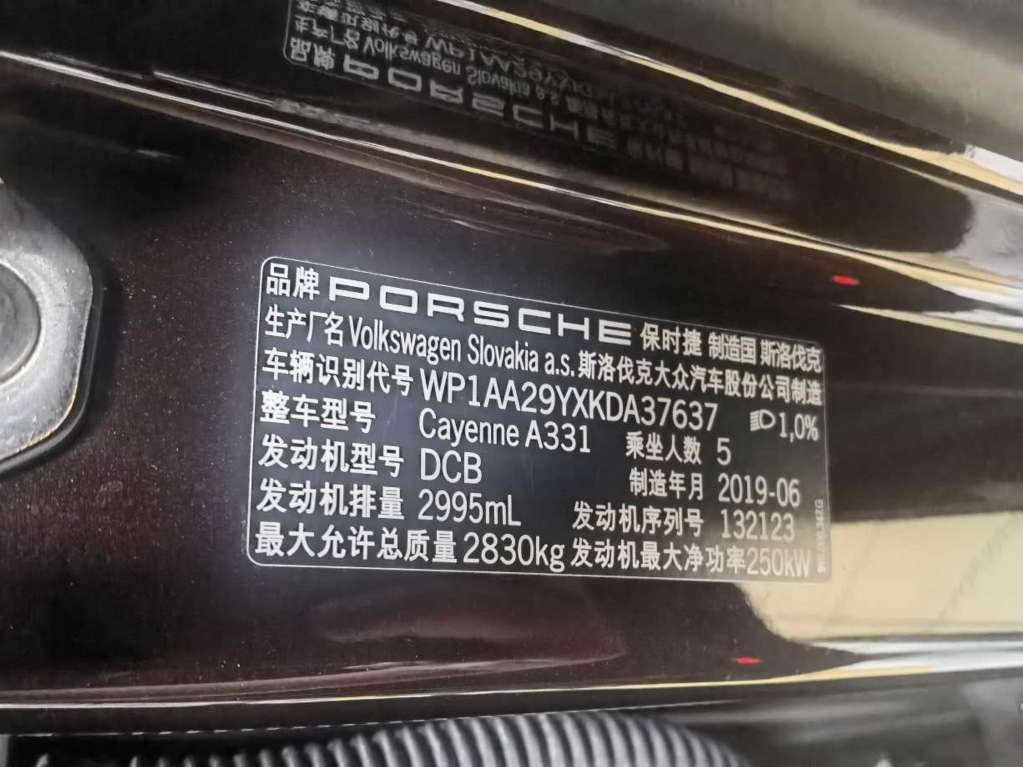 品牌 PORSCHE 保时捷 制造国 斯洛伐克
生产厂名 Volkswagen Slovakia a.s. 斯洛伐克大众汽车股份公司制造
车辆识别代号 WP1AA29YXKDA37637 1,0%
整车型号 Cayenne A331 乘坐人数 5
发动机型号 DCB 制造年月 2019-06
发动机排量 2995mL 发动机序列号 132123
最大允许总质量 2830kg 发动机最大净功率 250kW